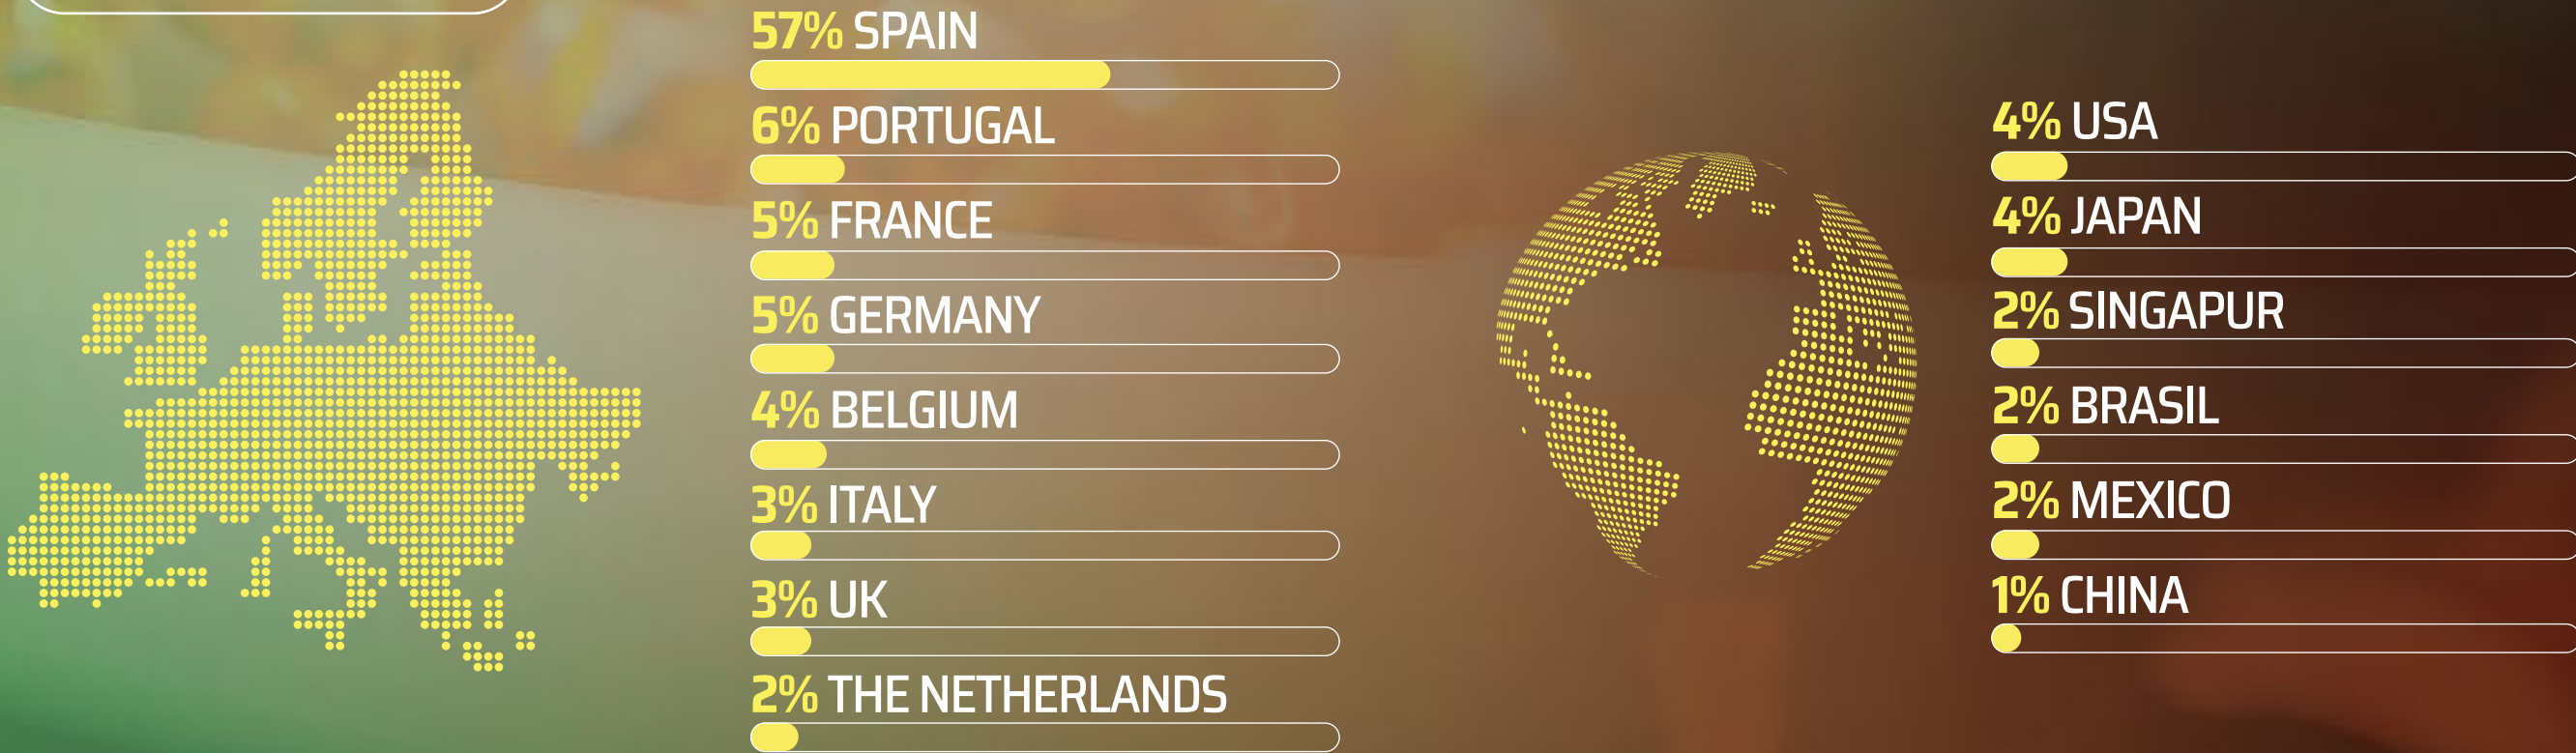 57% SPAIN
6% PORTUGAL
5% FRANCE
5% GERMANY
4% BELGIUM
3% ITALY
3% UK
2% THE NETHERLANDS
4% USA
4% JAPAN
2% SINGAPUR
2% BRASIL
2% MEXICO
1% CHINA